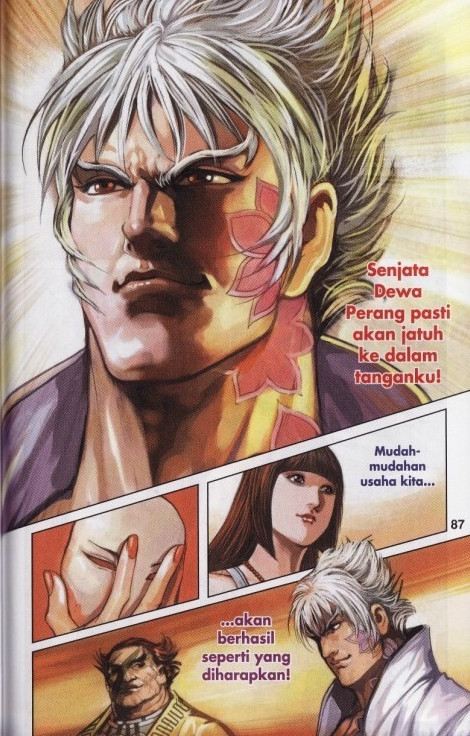 Senjata
Dewa
Perang pasti
akan jatuh
ke dalam
tanganku!
Mudah-
mudahan
usaha kita...
87
...akan
berhasil
seperti yang
diharapkan!